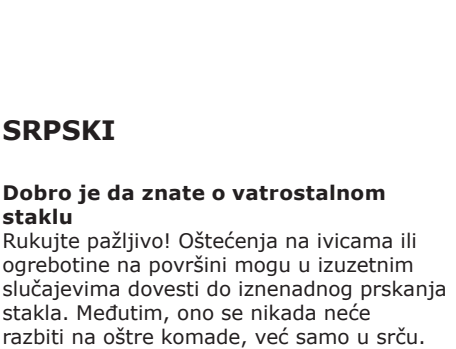 SRPSKI
Dobro je da znate o vatrostalnom
staklu
Rukujte pažljivo! Oštećenja na ivicama ili
ogrebotine na površini mogu u izuzetnim
slučajevima dovesti do iznenadnog prskanja
stakla. Međutim, ono se nikada neće
razbiti na oštre komade, već samo u srču.